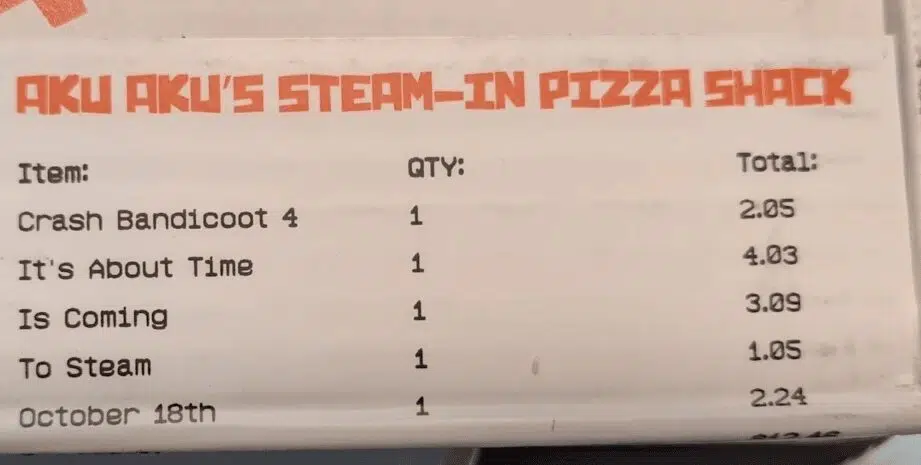 AKU AKU'S STEAM-IN PIZZA SHACK
Item: QTY: Total:
Crash Bandicoot 4 1 2.05
It's About Time 1 4.03
Is Coming 1 3.09
To Steam 1 1.05
October 18th 1 2.24